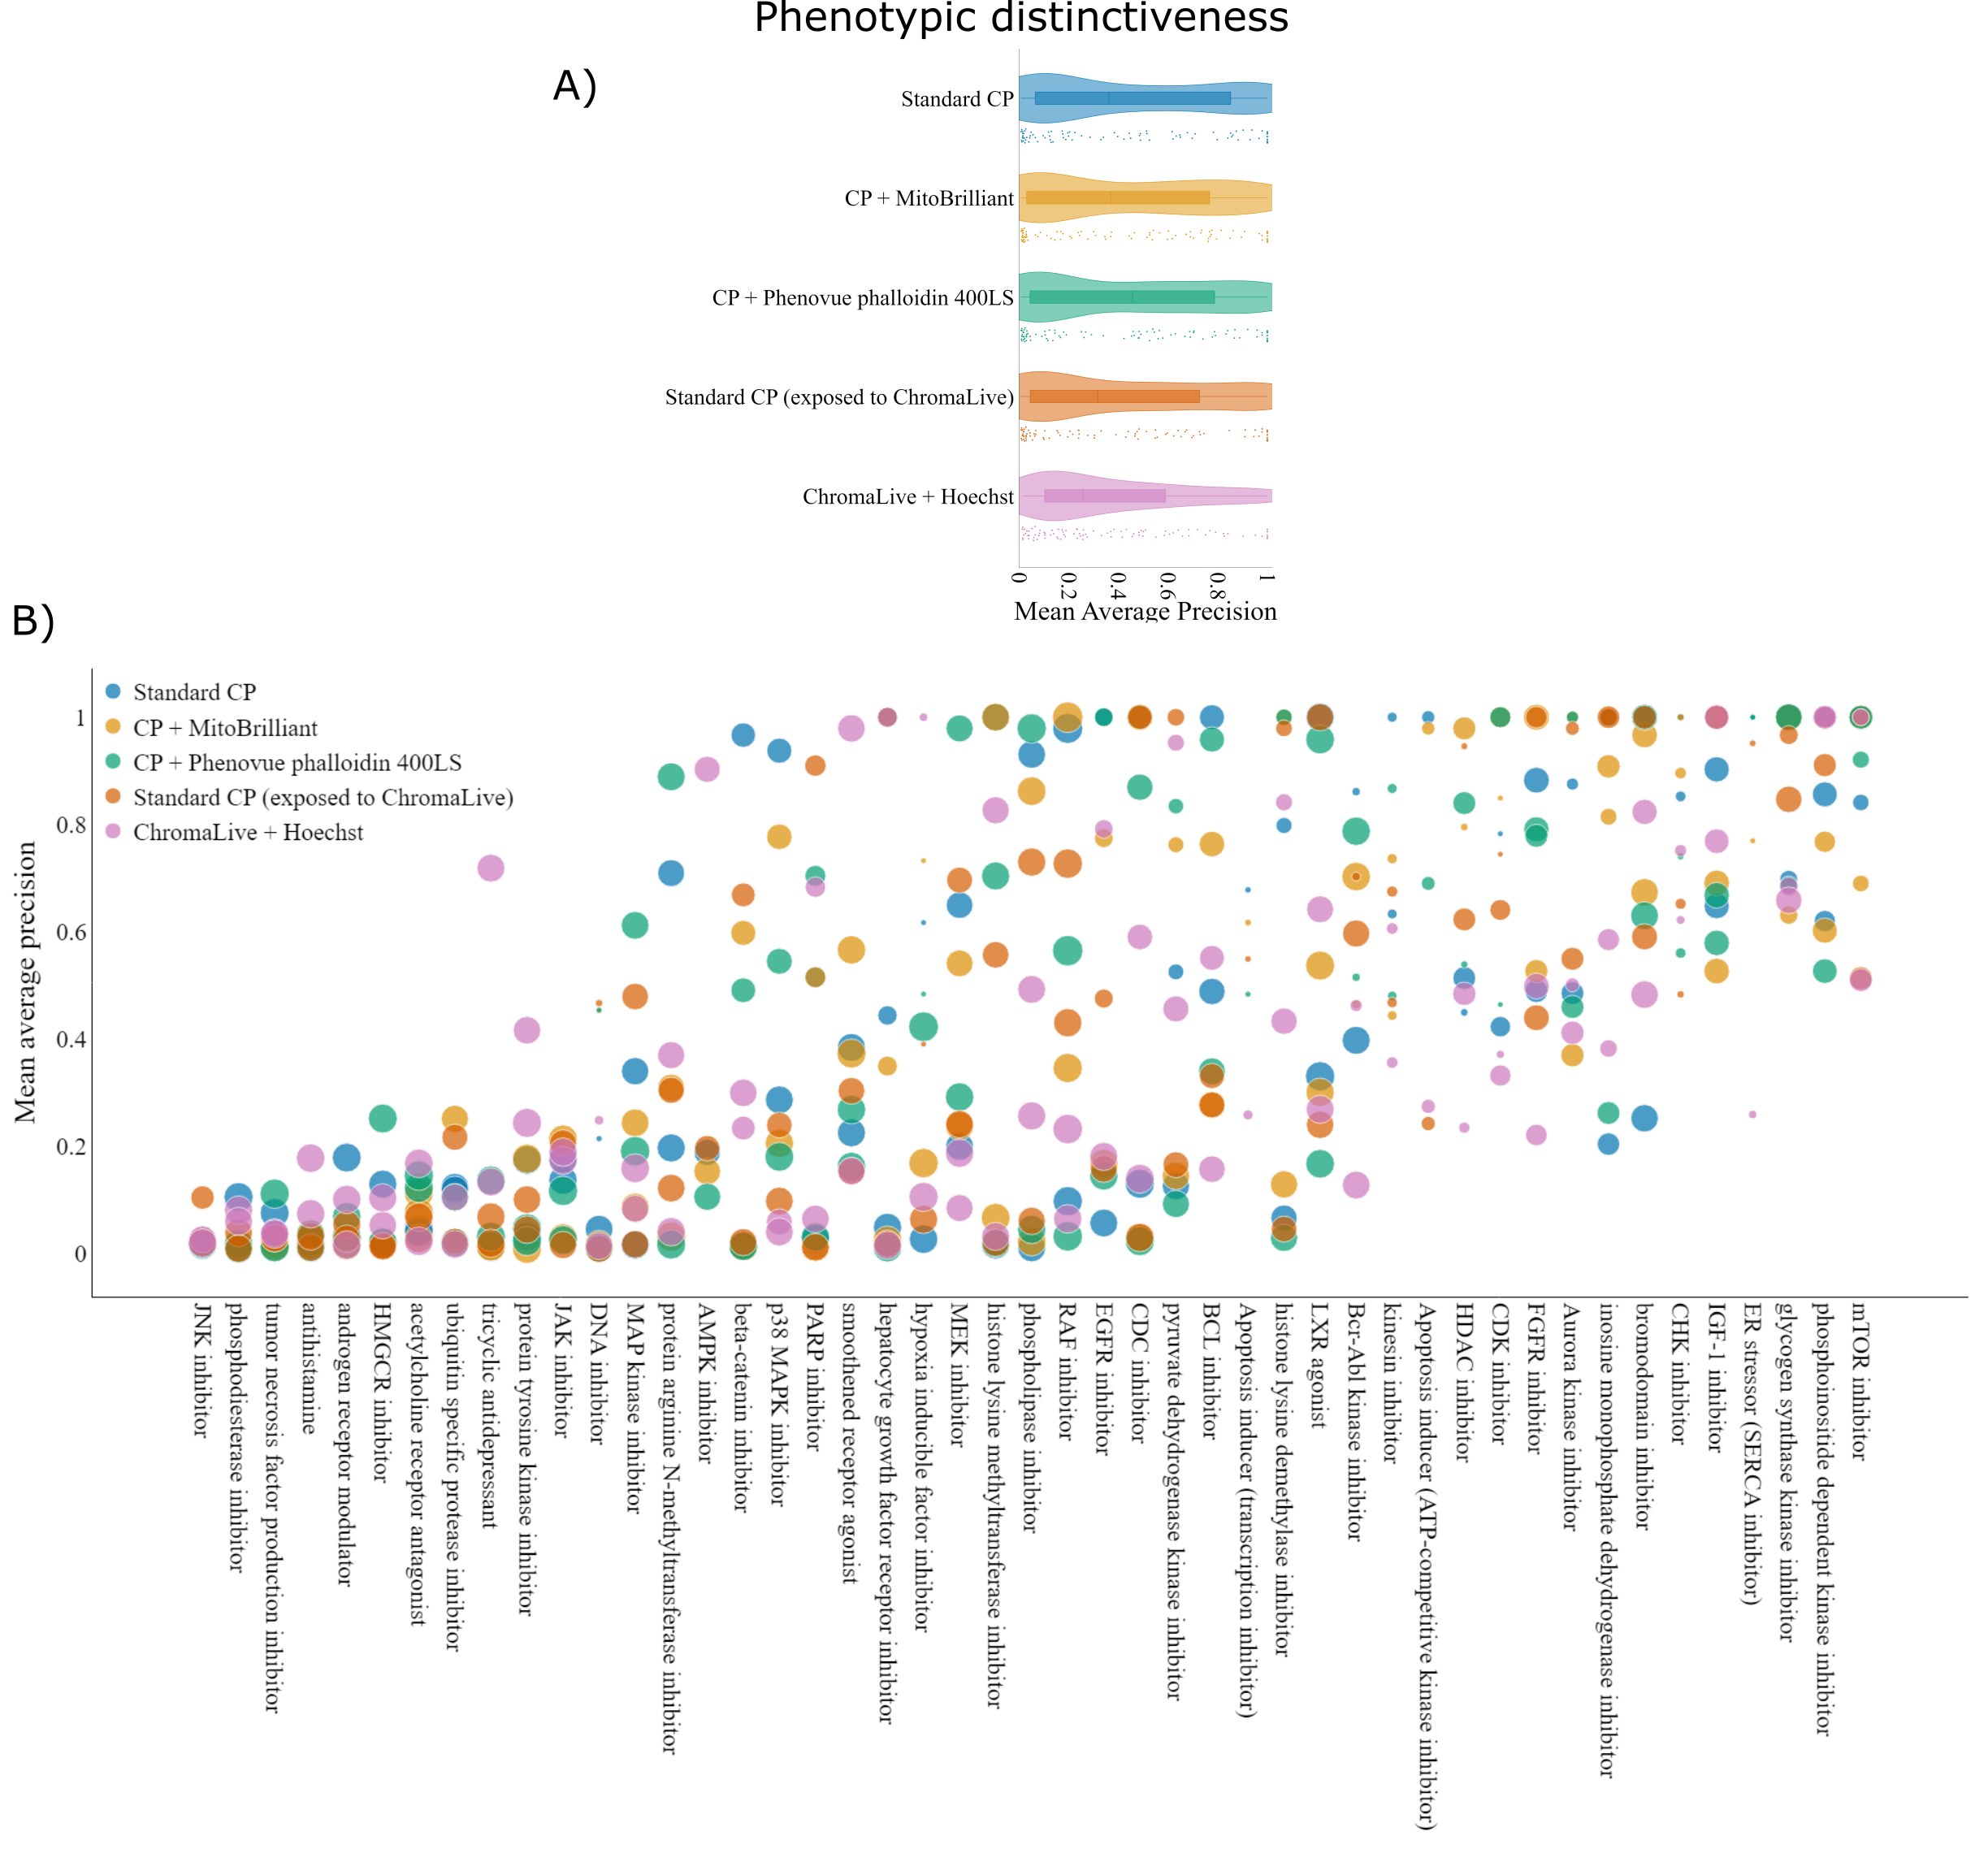 Phenotypic distinctiveness
A)
Standard CP
CP + MitoBrilliant
CP + Phenovue phalloidin 400LS
Standard CP (exposed to ChromaLive)
ChromaLive + Hoechst
0
0.2
0.4
0.6
0.8
1
Mean Average Precision
B)
Standard CP
CP + MitoBrilliant
CP + Phenovue phalloidin 400LS
Standard CP (exposed to ChromaLive)
ChromaLive + Hoechst
Mean average precision
1
0.8
0.6
0.4
0.2
0
JNK inhibitor
phosphodiesterase inhibitor
tumor necrosis factor production inhibitor
antihistamine
androgen receptor modulator
HMGCR inhibitor
acetylcholine receptor antagonist
ubiquitin specific protease inhibitor
tricyclic antidepressant
protein tyrosine kinase inhibitor
JAK inhibitor
DNA inhibitor
MAP kinase inhibitor
protein arginine N-methyltransferase inhibitor
AMPK inhibitor
beta-catenin inhibitor
p38 MAPK inhibitor
PARP inhibitor
smoothened receptor agonist
hepatocyte growth factor receptor inhibitor
hypoxia inducible factor inhibitor
MEK inhibitor
histone lysine methyltransferase inhibitor
phospholipase inhibitor
RAF inhibitor
EGFR inhibitor
CDC inhibitor
pyruvate dehydrogenase kinase inhibitor
BCL inhibitor
Apoptosis inducer (transcription inhibitor)
histone lysine demethylase inhibitor
LXR agonist
Bcr-Abl kinase inhibitor
kinesin inhibitor
Apoptosis inducer (ATP-competitive kinase inhibitor)
HDAC inhibitor
CDK inhibitor
FGFR inhibitor
Aurora kinase inhibitor
inosine monophosphate dehydrogenase inhibitor
bromodomain inhibitor
CHK inhibitor
IGF-1 inhibitor
ER stressor (SERCA inhibitor)
glycogen synthase kinase inhibitor
phosphoinositide dependent kinase inhibitor
mTOR inhibitor